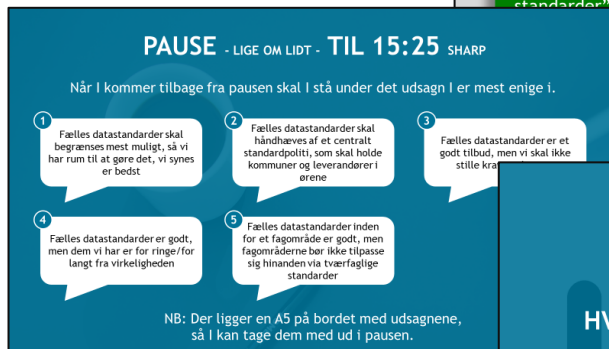 standarder"
PAUSE - LIGE OM LIDT - TIL 15:25 SHARP
Når I kommer tilbage fra pausen skal I stå under det udsagn I er mest enige i.
1
Fælles datastandarder skal
begrænses mest muligt, så vi
har rum til at gøre det, vi synes
er bedst
2
Fælles datastandarder skal
håndhæves af et centralt
standardpoliti, som skal holde
kommuner og leverandører i
ørene
3
Fælles datastandarder er et
godt tilbud, men vi skal ikke
stille
4
Fælles datastandarder er godt,
men dem vi har er for ringe/for
langt fra virkeligheden
5
Fælles datastandarder inden
for et fagområde er godt, men
fagområderne bør ikke tilpasse
sig hinanden via tværfaglige
standarder
NB: Der ligger en A5 på bordet med udsagnene,
så I kan tage dem med ud i pausen.